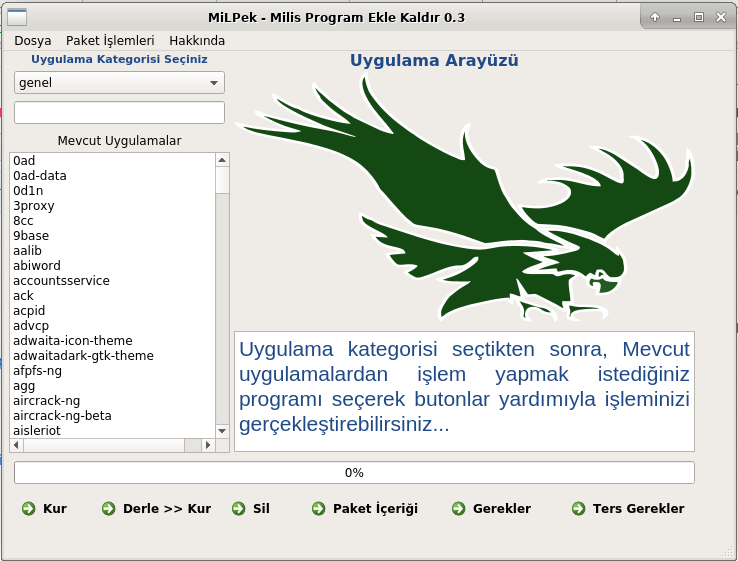 MiLPek - Milis Program Ekle Kaldır 0.3
Dosya Paket İşlemleri Hakkında
Uygulama Kategorisi Seçiniz
genel
Mevcut Uygulamalar
0ad
0ad-data
0d1n
3proxy
8cc
9base
aalib
abiword
accountsservice
ack
acpid
advcp
adwaita-icon-theme
adwaitadark-gtk-theme
afpfs-ng
agg
aircrack-ng
aircrack-ng-beta
aisleriot
Uygulama Arayüzü
Uygulama kategorisi seçtikten sonra, Mevcut
uygulamalardan işlem yapmak istediğiniz
programı seçerek butonlar yardımıyla işleminizi
gerçekleştirebilirsiniz...
0%
Kur Derle >> Kur Sil Paket İçeriği Gerekler Ters Gerekler